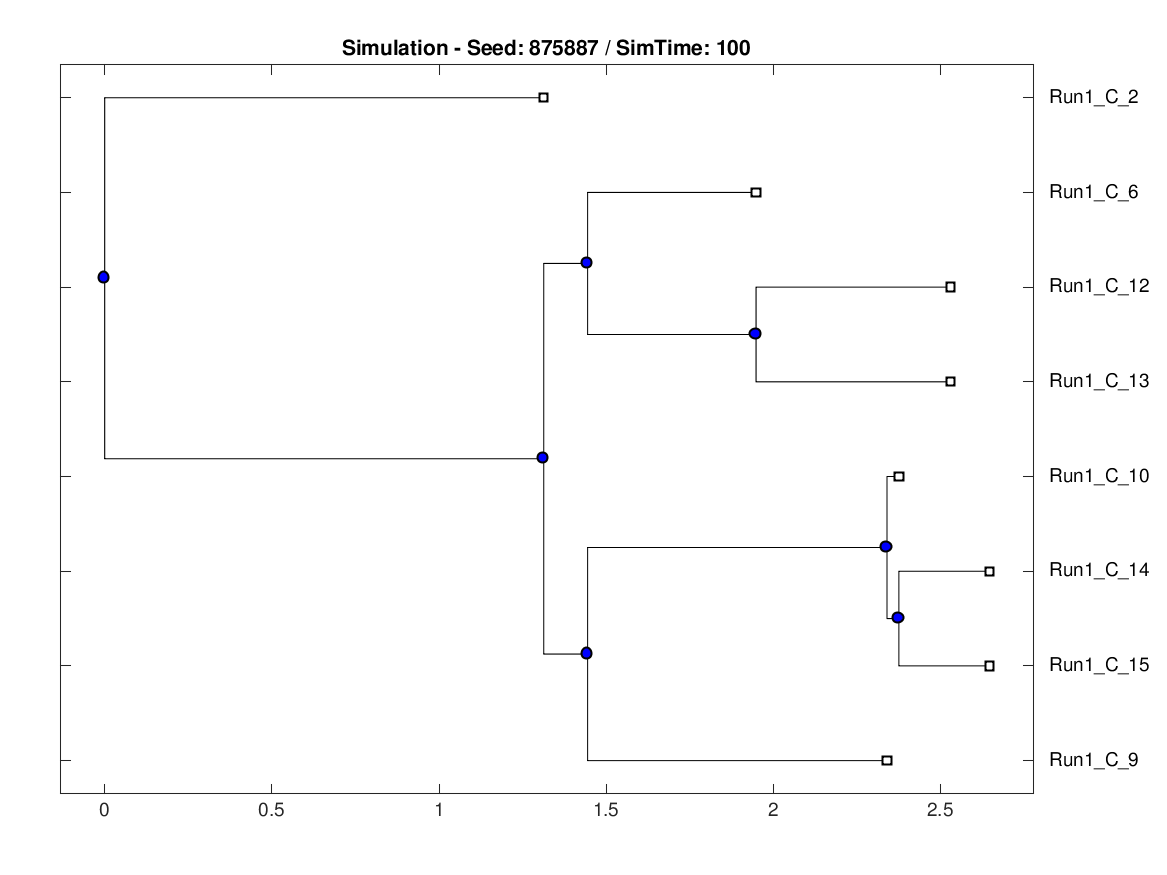 Simulation - Seed: 875887 / SimTime: 100
Run1_C_2
Run1_C_6
Run1_C_12
Run1_C_13
Run1_C_10
Run1_C_14
Run1_C_15
Run1_C_9
0 0.5 1 1.5 2 2.5